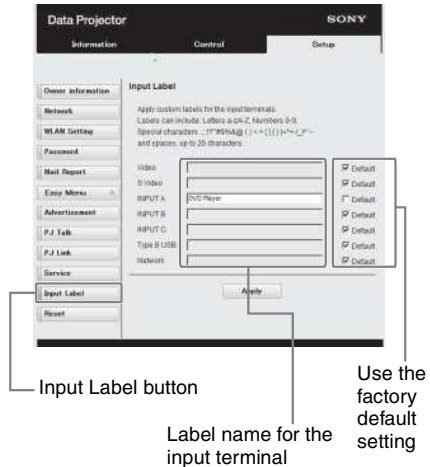 Data Projector
SONY
Information Control Setup
Owner information
Network
WLAN Setting
Password
Mail Report
Easy Menu
Advertisement
PJ Talk
PJ Link
Service
Input Label
Reset
Input Label
Apply custom labels for the input terminals.
Labels can include: Letters a-z/A-Z, Numbers 0-9,
Special characters
and spaces, up to 20 characters.
Video Default
S Video Default
INPUT A DVD Player Default
INPUT B Default
INPUT C Default
Type B USB Default
Network Default
Apply
Input Label button
Label name for the
input terminal
Use the
factory
default
setting